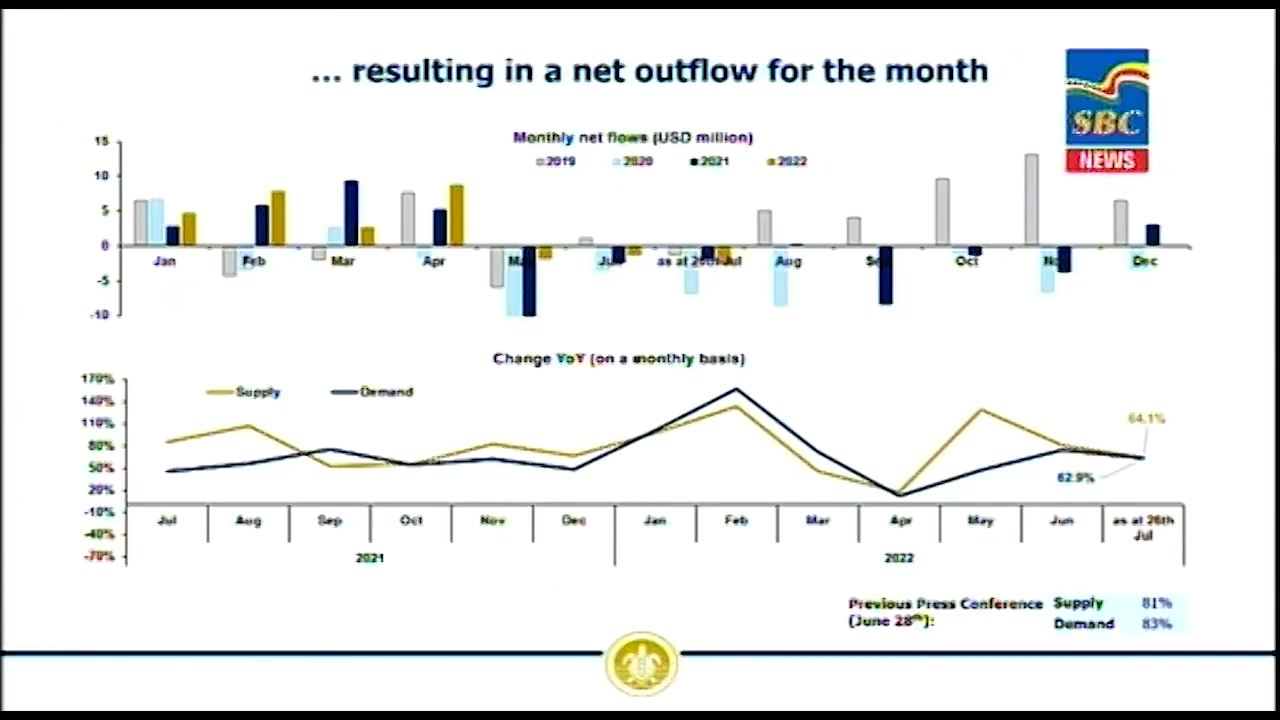 ... resulting in a net outflow for the month
SBC
NEWS
Monthly net flows (USD million)
2019 2020 2021 2022
15
10
5
0
-5
-10
Jan Feb Mar Apr Jun as at 26th Jul Aug Oct Dec
Change YoY (on a monthly basis)
Supply Demand
170%
140%
110%
80%
50%
20%
-10%
-40%
-70%
64.1%
62.9%
Jul Aug Sep Oct Nov Dec Jan Feb Mar Apr May Jun as at 26th
Jul
2021 2022
Previous Press Conference Supply 81%
(June 28th): Demand 83%